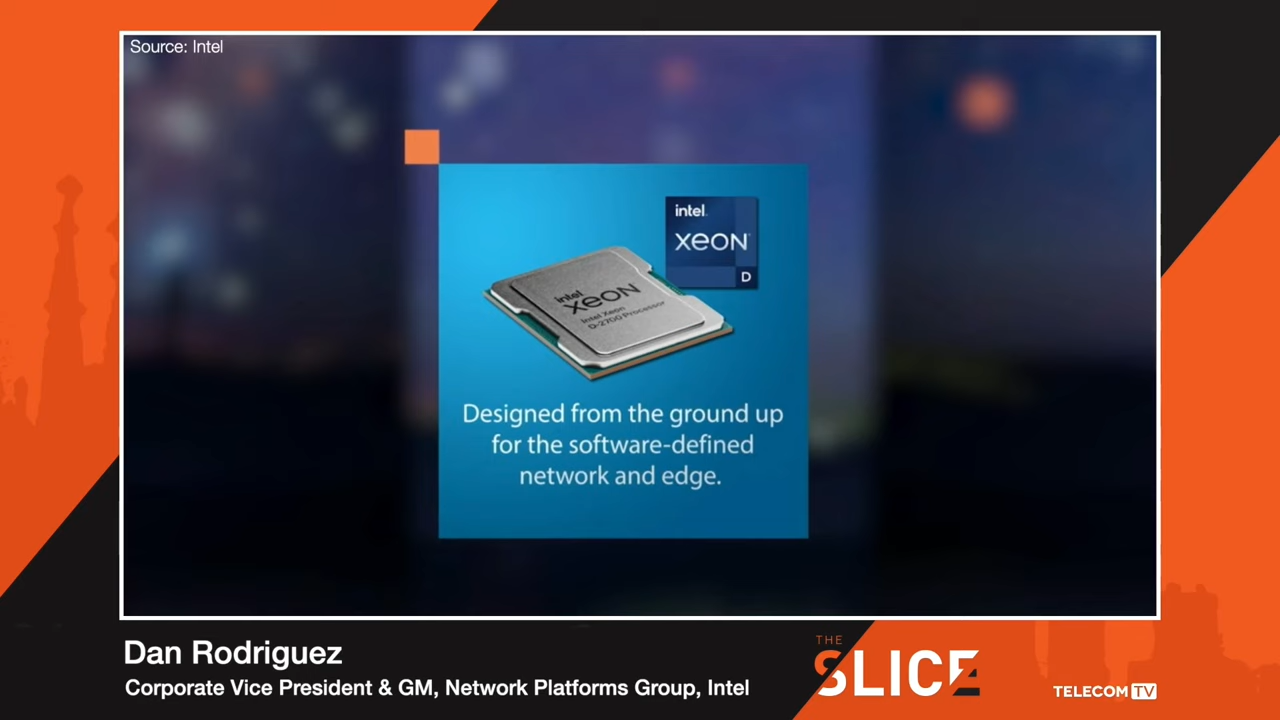 Source: Intel
intel
xeon
D
intel
xeon
Intel Xeon
D-2700 Processor
Designed from the ground up
for the software-defined
network and edge.
Dan Rodriguez
Corporate Vice President & GM, Network Platforms Group, Intel
THE
SLICE
TELECOM TV